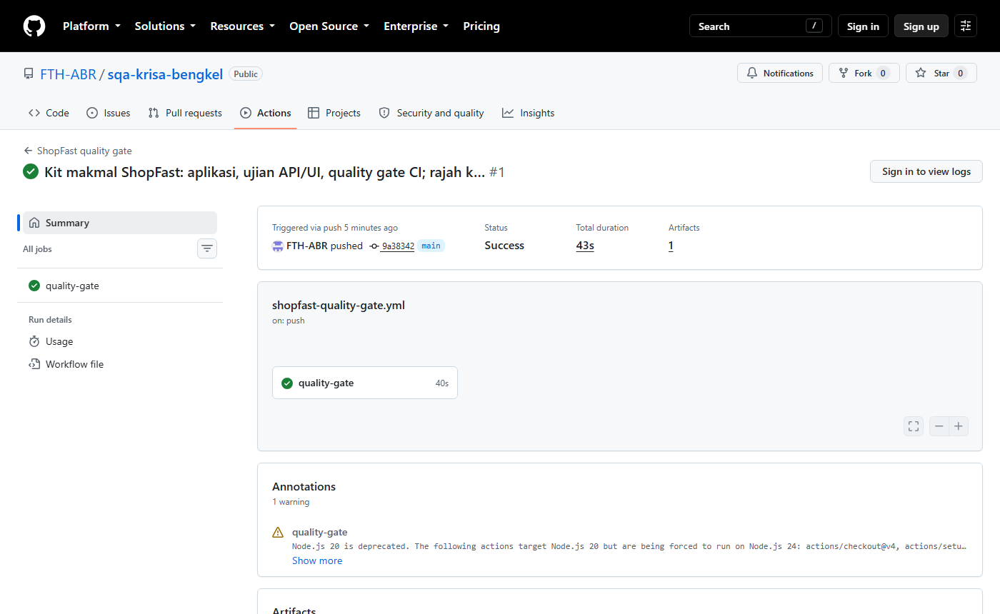 Platform Solutions Resources Open Source Enterprise Pricing Search / Sign in Sign up
FTH-ABR / sqa-krisa-bengkel Public Notifications Fork 0 Star 0
Code Issues Pull requests Actions Projects Security and quality Insights
ShopFast quality gate
Kit makmal ShopFast: aplikasi, ujian API/UI, quality gate CI; rajah k... #1
Sign in to view logs
Summary
All jobs
quality-gate
Run details
Usage
Workflow file
Triggered via push 5 minutes ago
FTH-ABR pushed 9a38342 main
Status
Success
Total duration
43s
Artifacts
1
shopfast-quality-gate.yml
on: push
quality-gate 40s
Annotations
1 warning
quality-gate
Node.js 20 is deprecated. The following actions target Node.js 20 but are being forced to run on Node.js 24: actions/checkout@v4, actions/setu…
Show more
Artifacts